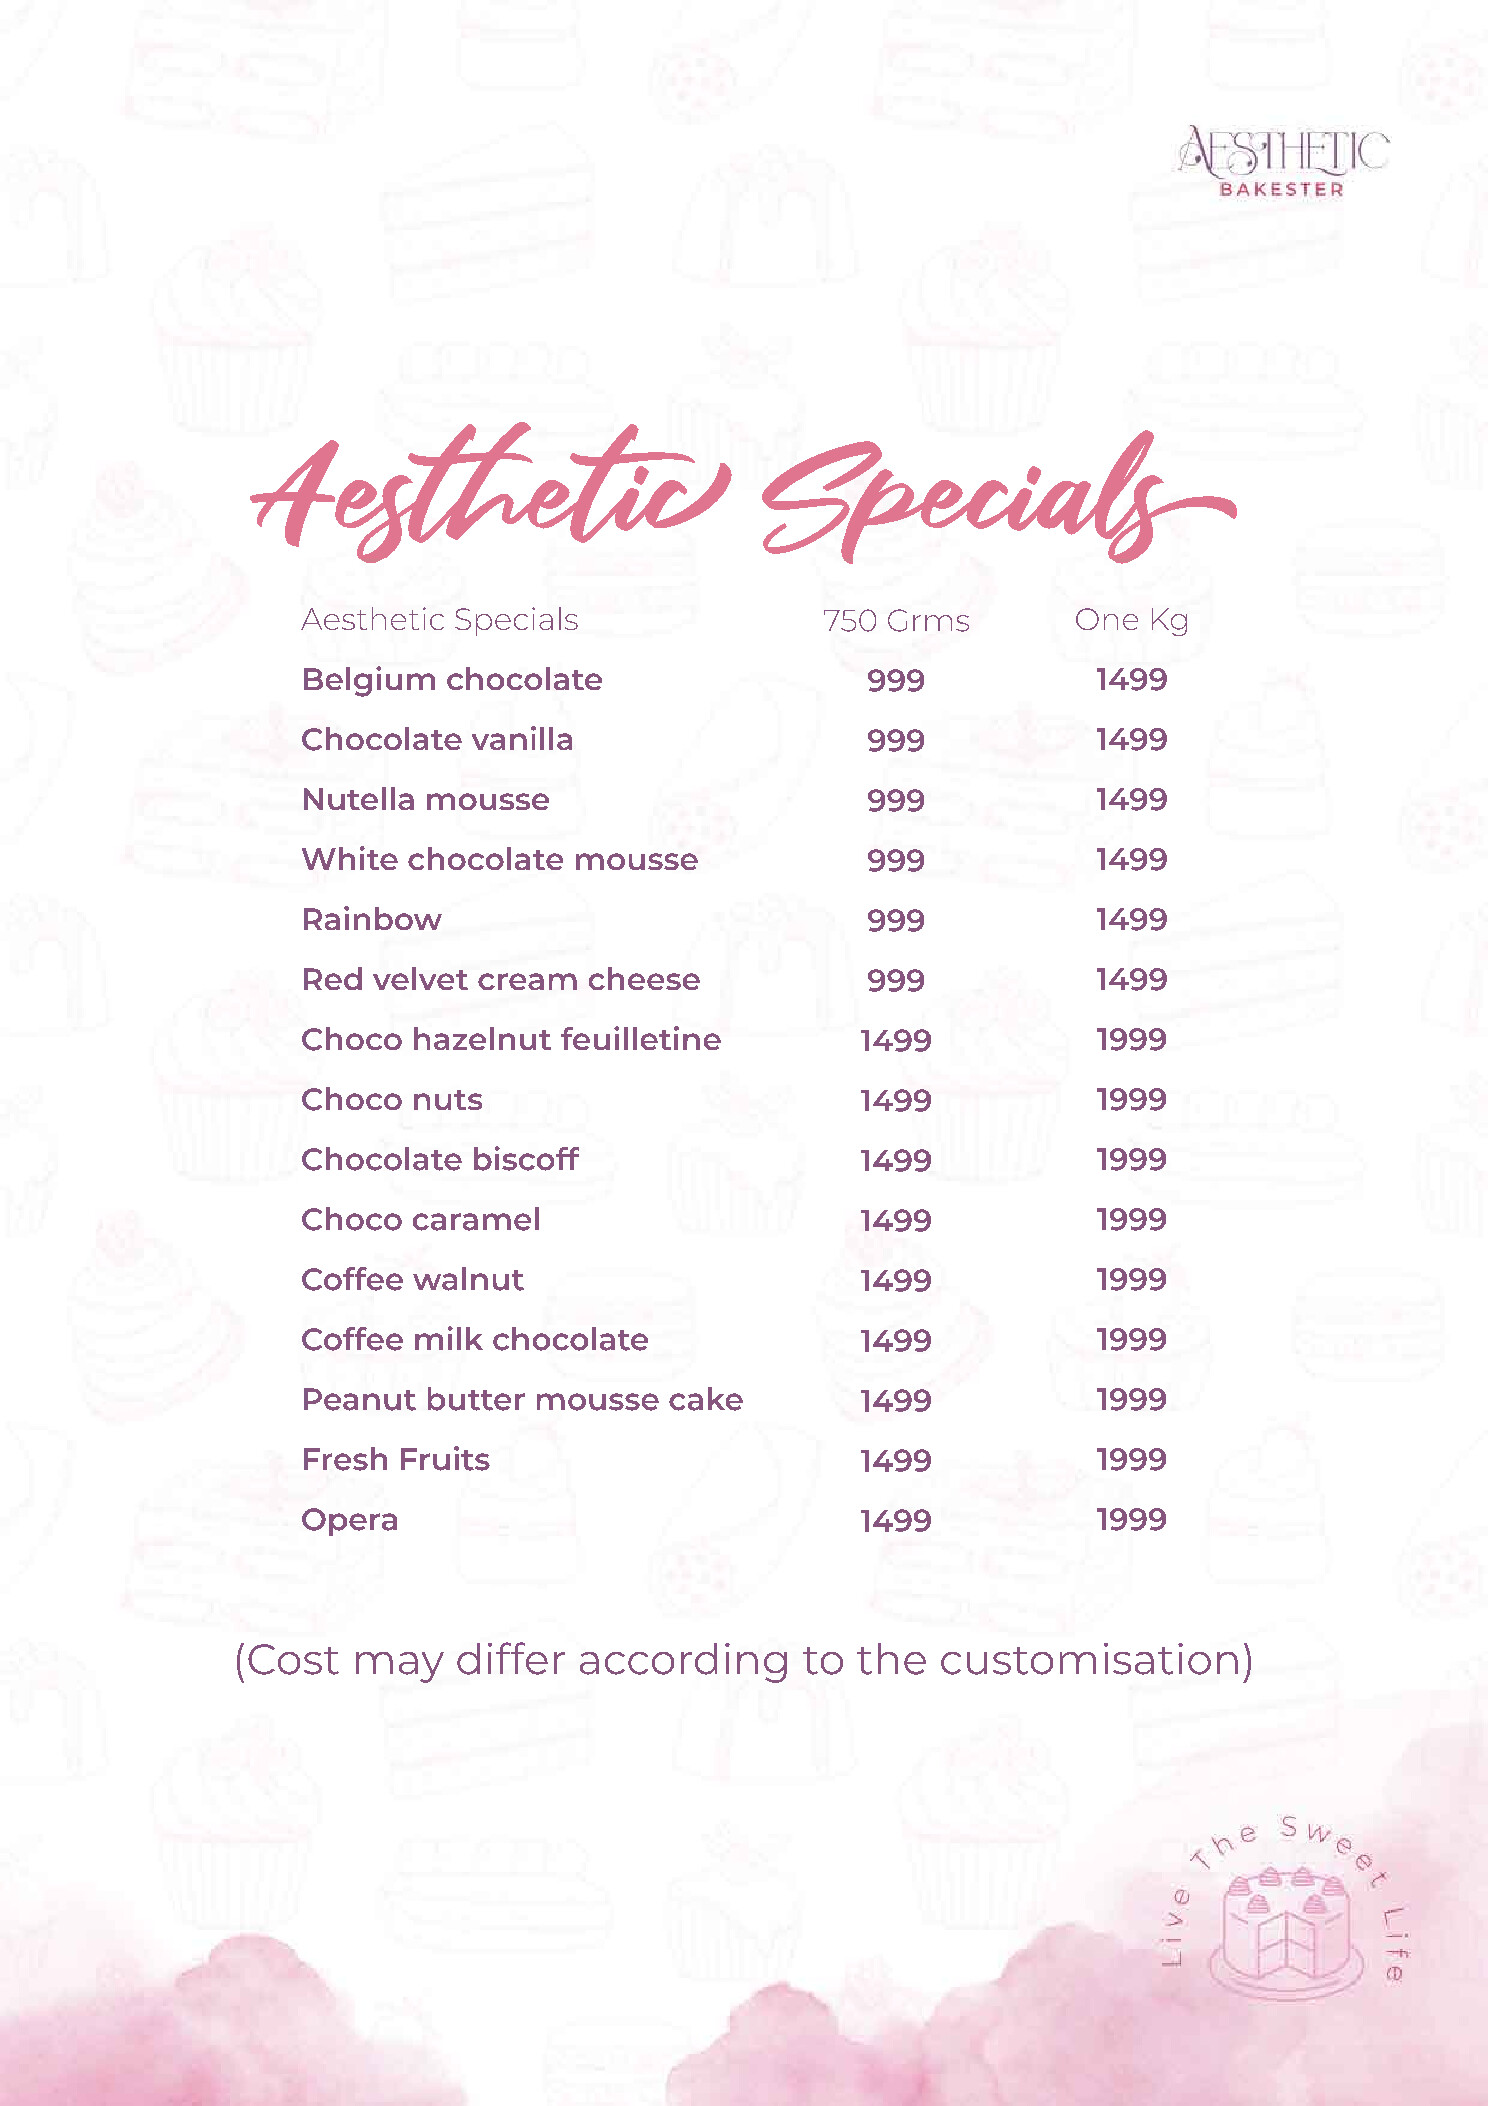 AESTHETIC
BAKESTER
Aesthetic Specials
Aesthetic Specials 750 Grms One Kg
Belgium chocolate 999 1499
Chocolate vanilla 999 1499
Nutella mousse 999 1499
White chocolate mousse 999 1499
Rainbow 999 1499
Red velvet cream cheese 999 1499
Choco hazelnut feuilletine 1499 1999
Choco nuts 1499 1999
Chocolate biscoff 1499 1999
Choco caramel 1499 1999
Coffee walnut 1499 1999
Coffee milk chocolate 1499 1999
Peanut butter mousse cake 1499 1999
Fresh Fruits 1499 1999
Opera 1499 1999
(Cost may differ according to the customisation)
Live The Sweet Life